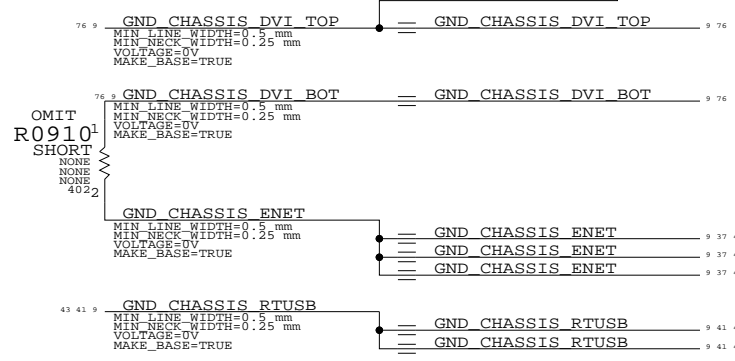 76 9 GND_CHASSIS_DVI_TOP = GND_CHASSIS_DVI_TOP 9 76
MIN_LINE_WIDTH=0.5 mm
MIN_NECK_WIDTH=0.25 mm
VOLTAGE=0V
MAKE_BASE=TRUE
76 9 GND_CHASSIS_DVI_BOT = GND_CHASSIS_DVI_BOT 9 76
MIN_LINE_WIDTH=0.5 mm
MIN_NECK_WIDTH=0.25 mm
VOLTAGE=0V
MAKE_BASE=TRUE
OMIT
R0910 1
SHORT
NONE
NONE
NONE
402 2
GND_CHASSIS_ENET
MIN_LINE_WIDTH=0.5 mm
MIN_NECK_WIDTH=0.25 mm
VOLTAGE=0V
MAKE_BASE=TRUE
= GND_CHASSIS_ENET 9 37
= GND_CHASSIS_ENET 9 37
= GND_CHASSIS_ENET 9 37
43 41 9 GND_CHASSIS_RTUSB
MIN_LINE_WIDTH=0.5 mm
MIN_NECK_WIDTH=0.25 mm
VOLTAGE=0V
MAKE_BASE=TRUE
= GND_CHASSIS_RTUSB 9 41
= GND_CHASSIS_RTUSB 9 41